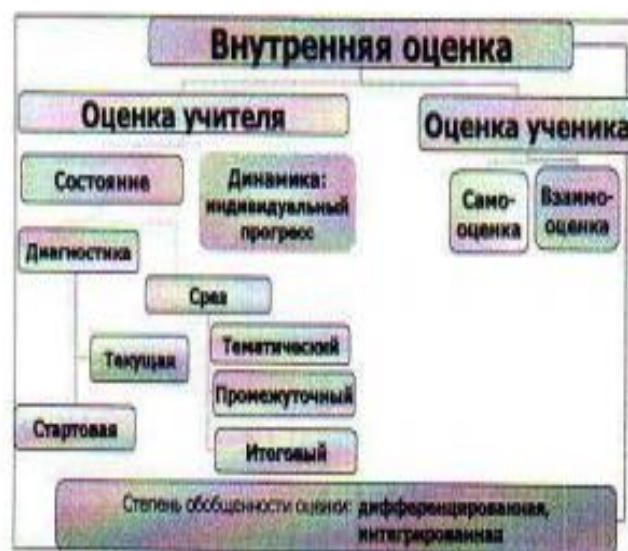 Внутренняя оценка
Оценка учителя
Оценка ученика
Состояние
Динамика:
индивидуальный
прогресс
Само-
оценка
Взаимо-
оценка
Диагностика
Срез
Текущая
Тематический
Промежуточный
Стартовая
Итоговый
Степень обобщенности оценки: дифференцированная,
интегрированная